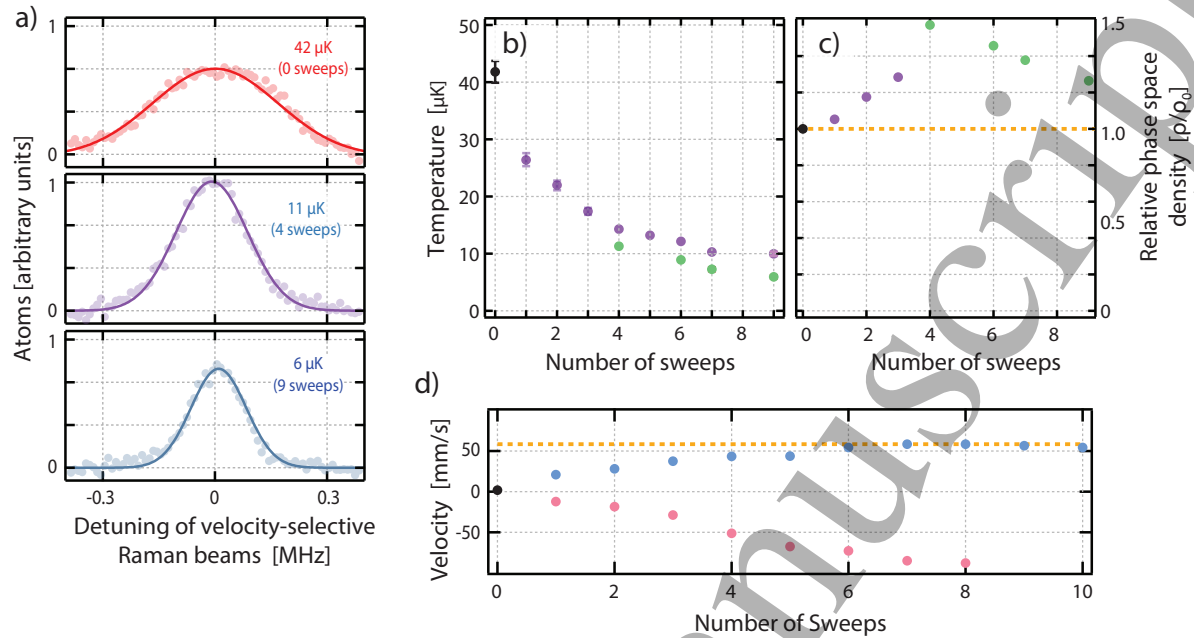 a)
1
42 μK
(0 sweeps)
0
1
11 μK
(4 sweeps)
0
1
6 μK
(9 sweeps)
0
-0.3
0
0.3
Atoms [arbitrary units]
Detuning of velocity-selective
Raman beams [MHz]
b)
50
40
30
20
10
0
Temperature [μK]
0
2
4
6
8
Number of sweeps
c)
1.5
1.0
0.5
0
Relative phase space
density [ρ/ρ0]
0
2
4
6
8
Number of sweeps
d)
50
0
-50
Velocity [mm/s]
0
2
4
6
8
10
Number of Sweeps